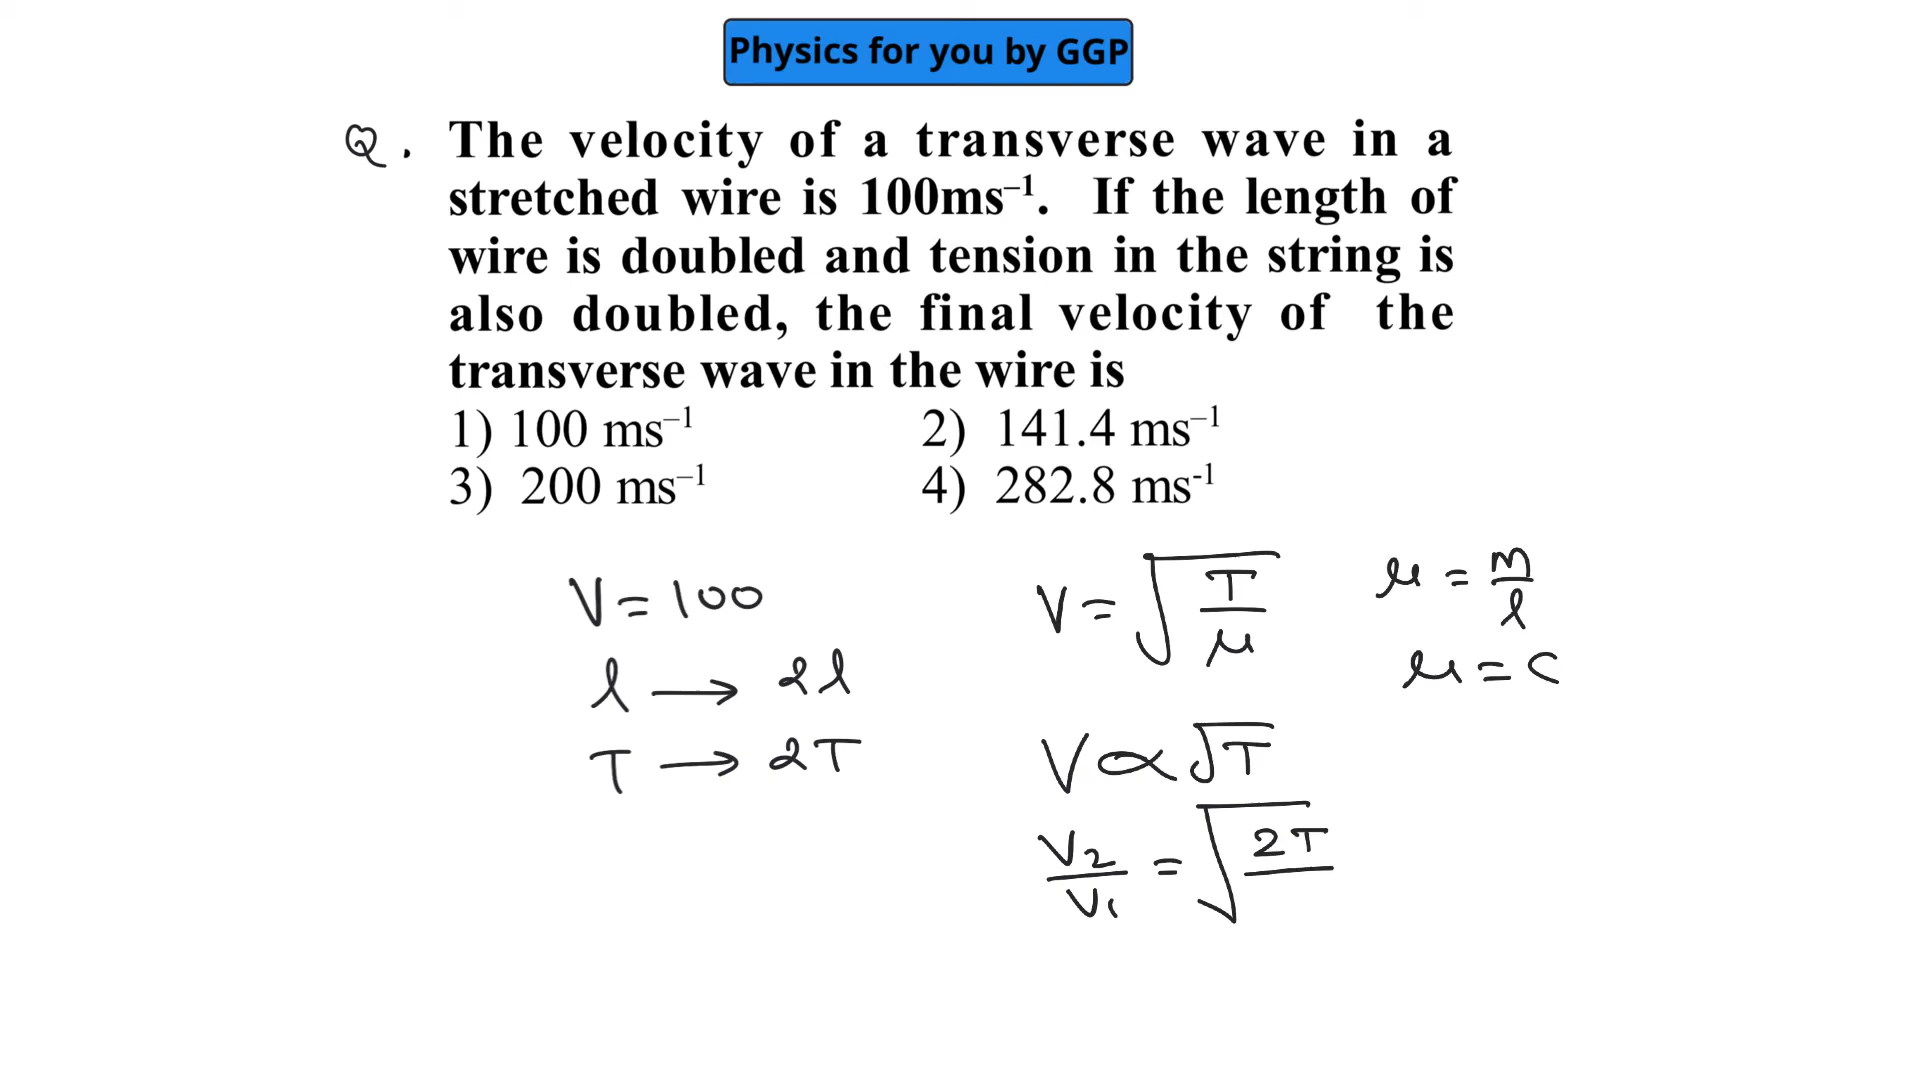 Physics for you by GGP
Q. The velocity of a transverse wave in a
stretched wire is 100ms⁻¹. If the length of
wire is doubled and tension in the string is
also doubled, the final velocity of the
transverse wave in the wire is
1) 100 ms⁻¹ 2) 141.4 ms⁻¹
3) 200 ms⁻¹ 4) 282.8 ms⁻¹
V = 100
l → 2l
T → 2T
V = √(T/μ)
μ = m/l
μ = C
V ∝ √T
V₂/V₁ = √(2T/